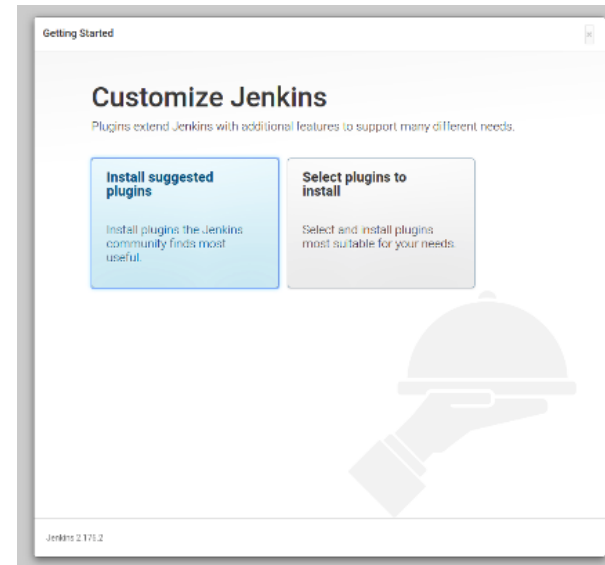 Getting Started
×
Customize Jenkins
Plugins extend Jenkins with additional features to support many different needs.
Install suggested
plugins
Install plugins the Jenkins
community finds most
useful.
Select plugins to
install
Select and install plugins
most suitable for your needs.
Jenkins 2.176.2